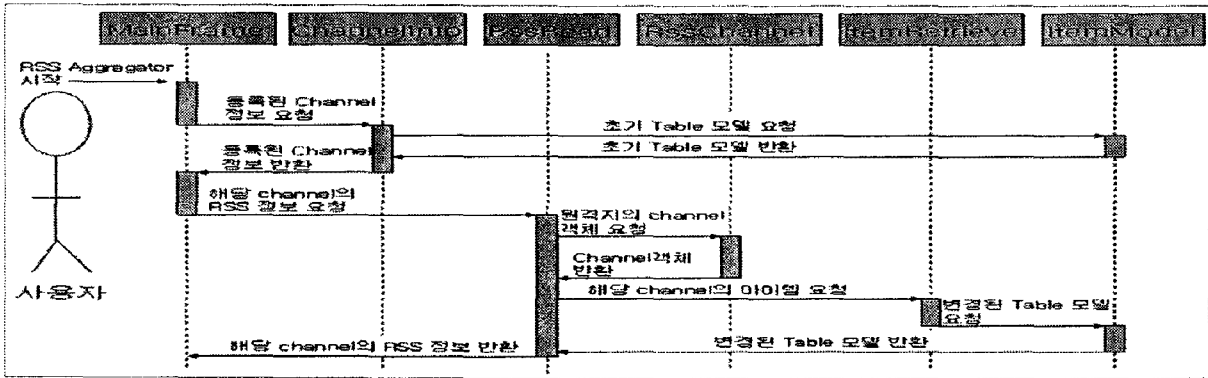 MainFrame
RSSChannel
ItemRetrieve
ItemModel
RSS Aggregator
시작
등록된 Channel
정보 요청
초기 Table 모델 요청
등록된 Channel
정보 반환
초기 Table 모델 반환
해당 channel의
RSS 정보 요청
원격지의 channel
객체 요청
Channel객체
반환
사용자
해당 channel의 아이템 요청
변경된 Table 모델
요청
해당 channel의 RSS 정보 반환
변경된 Table 모델 반환